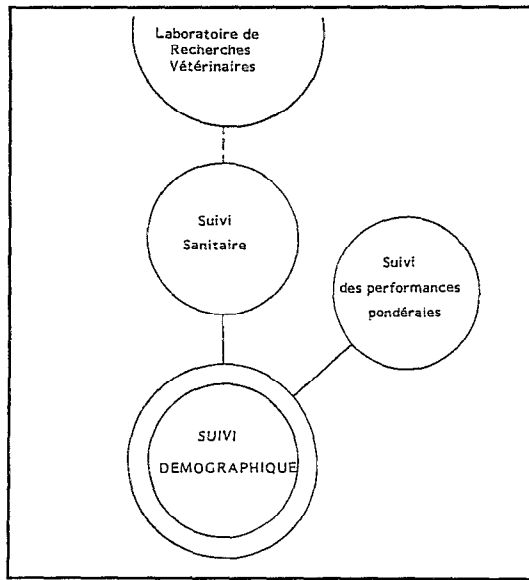 Laboratoire de
Recherches
Vétérinaires
Suivi
Sanitaire
Suivi
des performances
pondérales
SUIVI
DEMOGRAPHIQUE